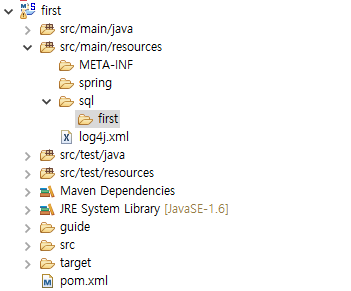 first
src/main/java
src/main/resources
META-INF
spring
sql
first
log4j.xml
src/test/java
src/test/resources
Maven Dependencies
JRE System Library [JavaSE-1.6]
guide
src
target
pom.xml